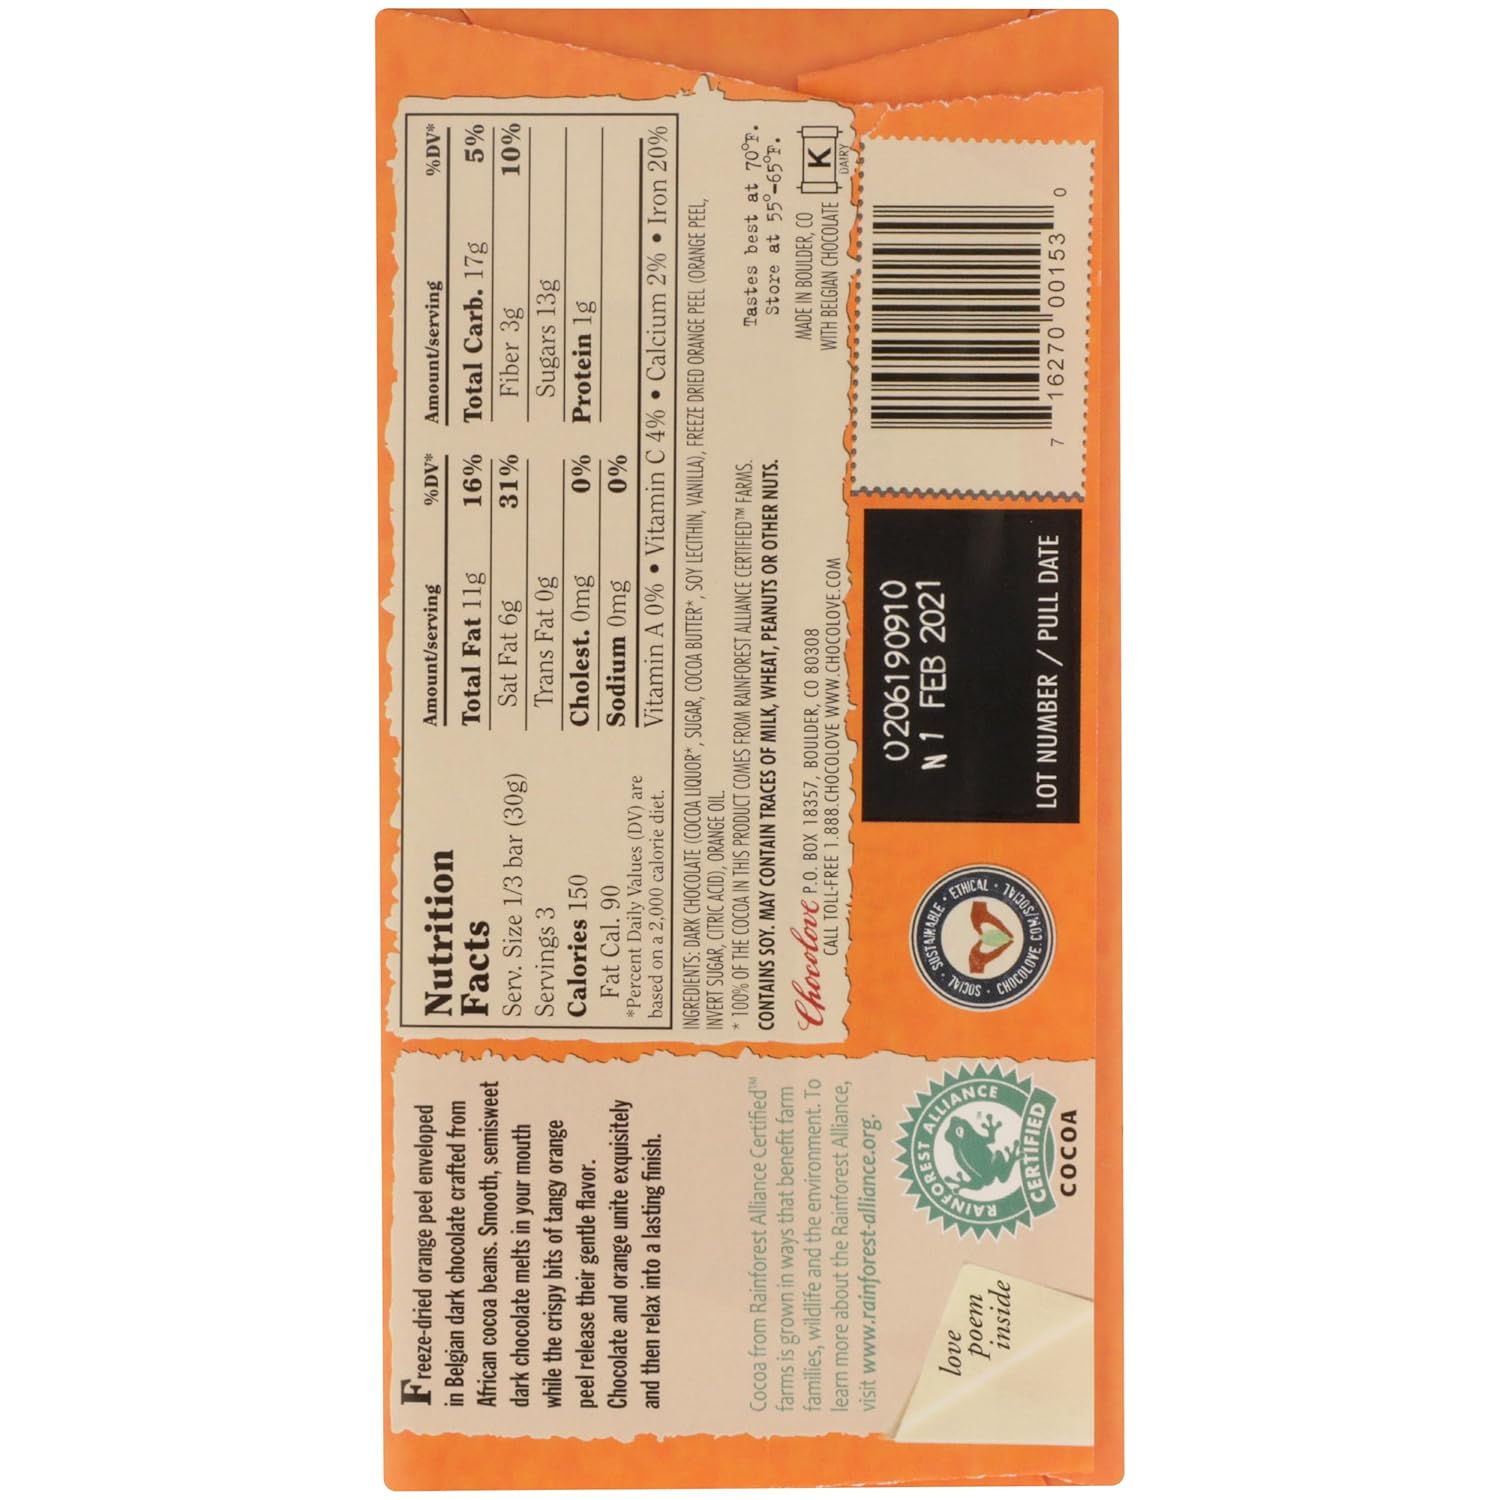 Freeze-dried orange peel enveloped
in Belgian dark chocolate crafted from
African cocoa beans. Smooth, semisweet
dark chocolate melts in your mouth
while the crispy bits of tangy orange
peel release their gentle flavor.
Chocolate and orange unite exquisitely
and then relax into a lasting finish.
Cocoa from Rainforest Alliance Certified™
farms is grown in ways that benefit farm
families, wildlife and the environment. To
learn more about the Rainforest Alliance,
visit www.rainforest-alliance.org.
love
poem
inside
RAINFOREST ALLIANCE
CERTIFIED
COCOA
Nutrition
Facts
Serv. Size 1/3 bar (30g)
Servings 3
Calories 150
Fat Cal. 90
*Percent Daily Values (DV) are
based on a 2,000 calorie diet.
Amount/serving %DV* Amount/serving %DV*
Total Fat 11g 16% Total Carb. 17g 5%
Sat Fat 6g 31% Fiber 3g 10%
Trans Fat 0g Sugars 13g
Cholest. 0mg 0% Protein 1g
Sodium 0mg 0%
Vitamin A 0% • Vitamin C 4% • Calcium 2% • Iron 20%
INGREDIENTS: DARK CHOCOLATE (COCOA LIQUOR*, SUGAR, COCOA BUTTER*, SOY LECITHIN, VANILLA), FREEZE DRIED ORANGE PEEL (ORANGE PEEL,
INVERT SUGAR, CITRIC ACID), ORANGE OIL.
* 100% OF THE COCOA IN THIS PRODUCT COMES FROM RAINFOREST ALLIANCE CERTIFIED™ FARMS.
CONTAINS SOY. MAY CONTAIN TRACES OF MILK, WHEAT, PEANUTS OR OTHER NUTS.
Chocolove P.O. BOX 18357, BOULDER, CO 80308
CALL TOLL-FREE 1.888.CHOCOLOVE WWW.CHOCOLOVE.COM
Tastes best at 70°F.
Store at 55°–65°F.
MADE IN BOULDER, CO
WITH BELGIAN CHOCOLATE
K
DAIRY
SOCIAL · SUSTAINABLE · ETHICAL ·
CHOCOLOVE.COM/SOCIAL
0206190910
N 1 FEB 2021
LOT NUMBER / PULL DATE
7 16270 00153 0